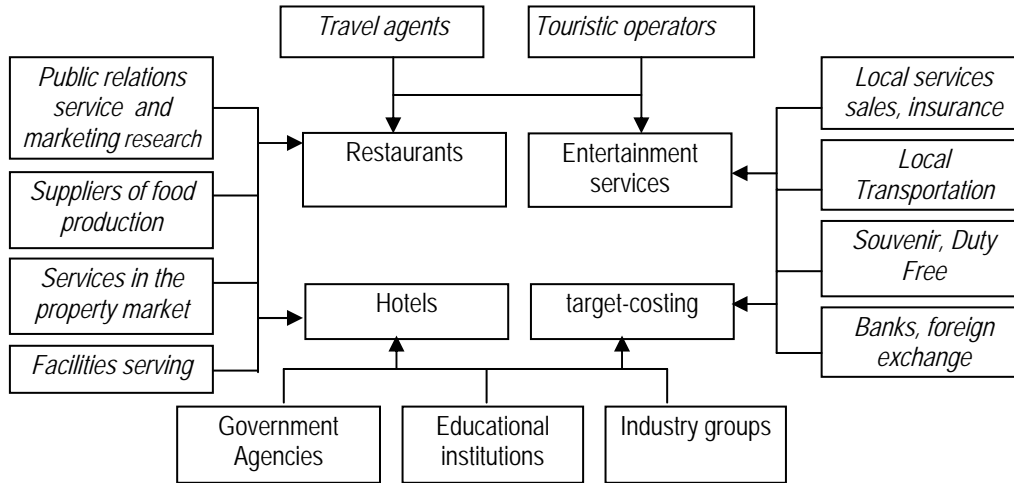 Travel agents
Touristic operators
Public relations
service and
marketing research
Suppliers of food
production
Services in the
property market
Facilities serving
Restaurants
Entertainment
services
Hotels
target-costing
Local services
sales, insurance
Local
Transportation
Souvenir, Duty
Free
Banks, foreign
exchange
Government
Agencies
Educational
institutions
Industry groups